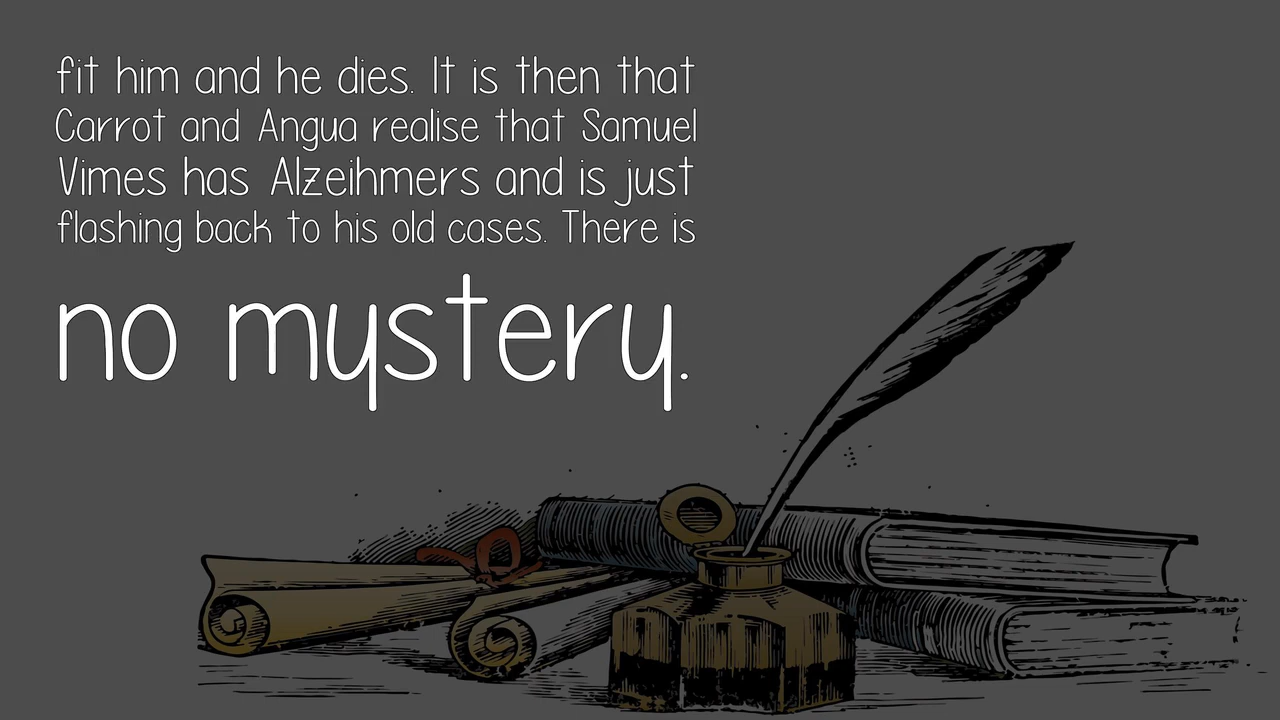 fit him and he dies. It is then that
Carrot and Angua realise that Samuel
Vimes has Alzeihmers and is just
flashing back to his old cases. There is
no mystery.